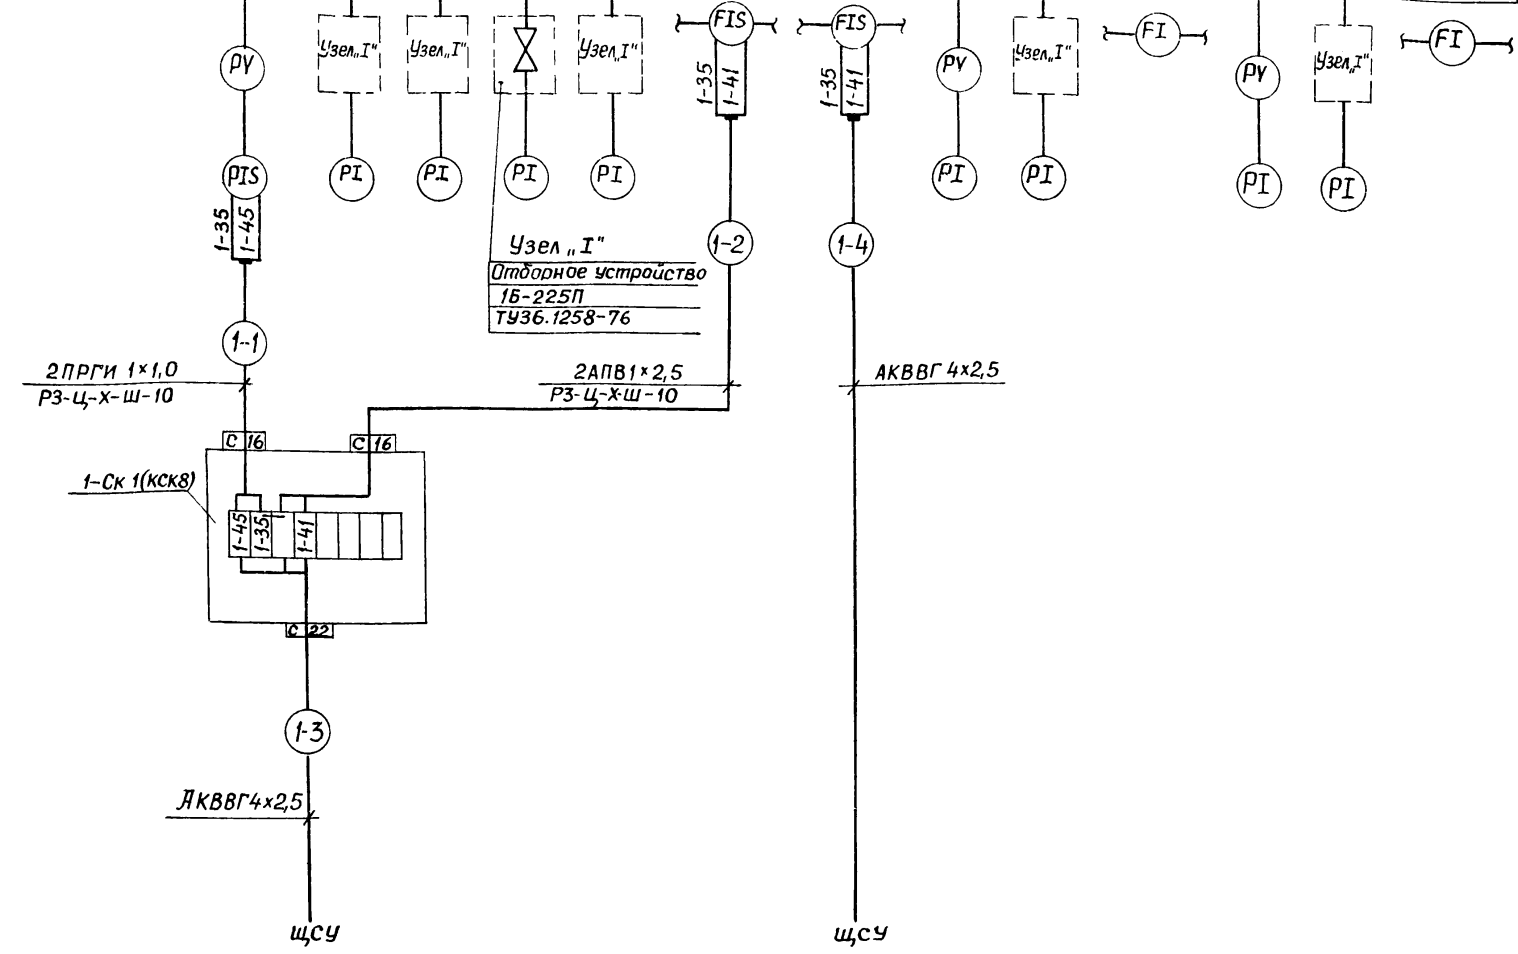 FIS
FIS
FI
FI
PY
Узел„I"
Узел„I"
Узел„I"
PY
Узел„I"
PY
Узел„I"
1-35
1-41
1-35
1-41
PIS
PI
PI
PI
PI
PI
PI
PI
PI
1-35
1-45
1-2
1-4
Узел „I"
Отборное устройство
1Б-225П
ТУ36.1258-76
1-1
2ПРГИ 1×1,0
РЗ-Ц-Х-Ш-10
2АПВ1×2,5
РЗ-Ц-Х-Ш-10
АКВВГ 4×2,5
С 16
С 16
1-Ск 1(КСК8)
1-45
1-35
1-41
С 22
1-3
АКВВГ4×2,5
ЩСУ
ЩСУ